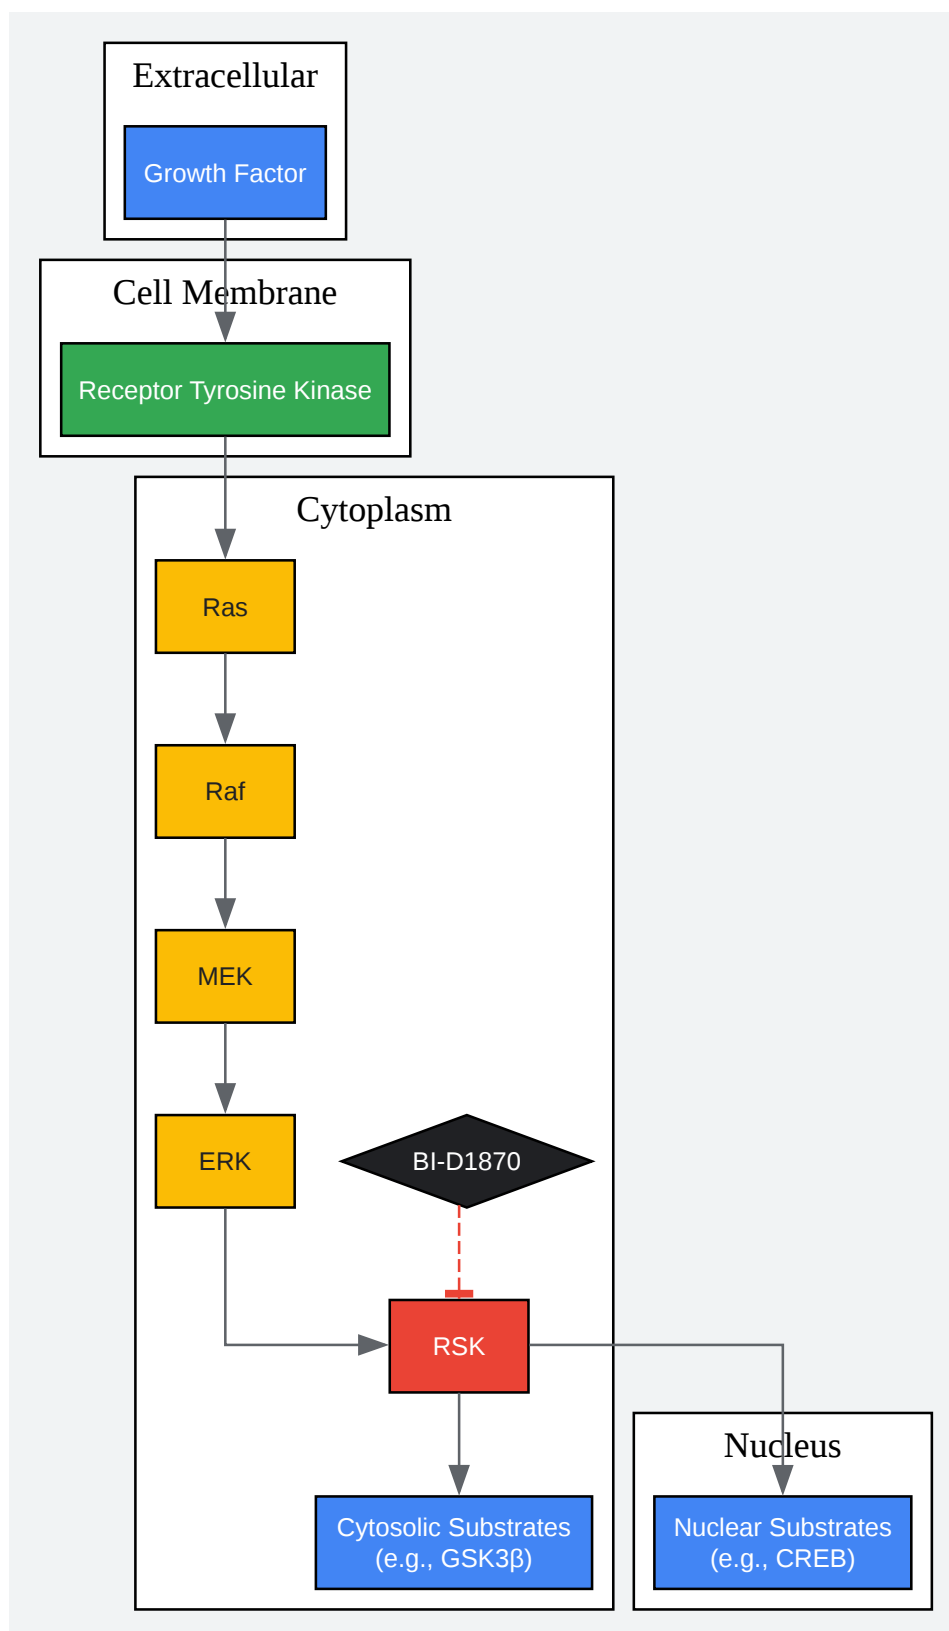 Extracellular
Growth Factor
Cell Membrane
Receptor Tyrosine Kinase
Cytoplasm
Ras
Raf
MEK
ERK
BI-D1870
RSK
Nucleus
Cytosolic Substrates
(e.g., GSK3β)
Nuclear Substrates
(e.g., CREB)